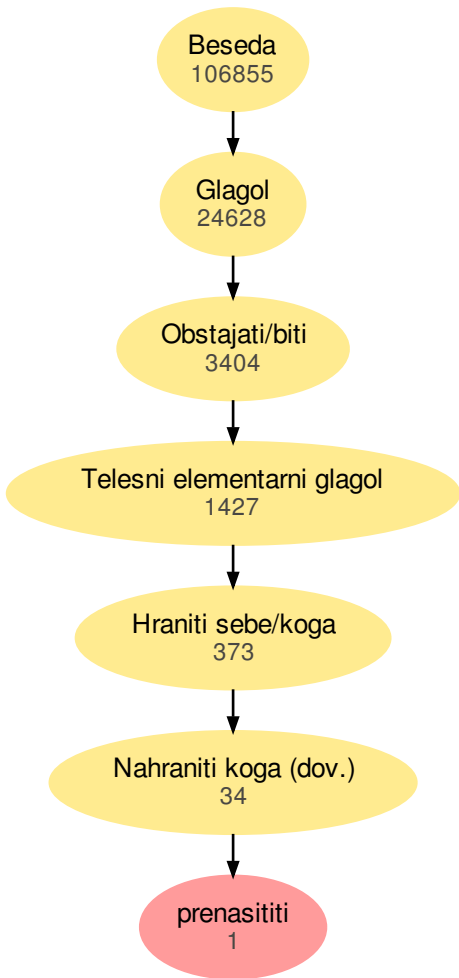 Beseda
106855
Glagol
24628
Obstajati/biti
3404
Telesni elementarni glagol
1427
Hraniti sebe/koga
373
Nahraniti koga (dov.)
34
prenasititi
1